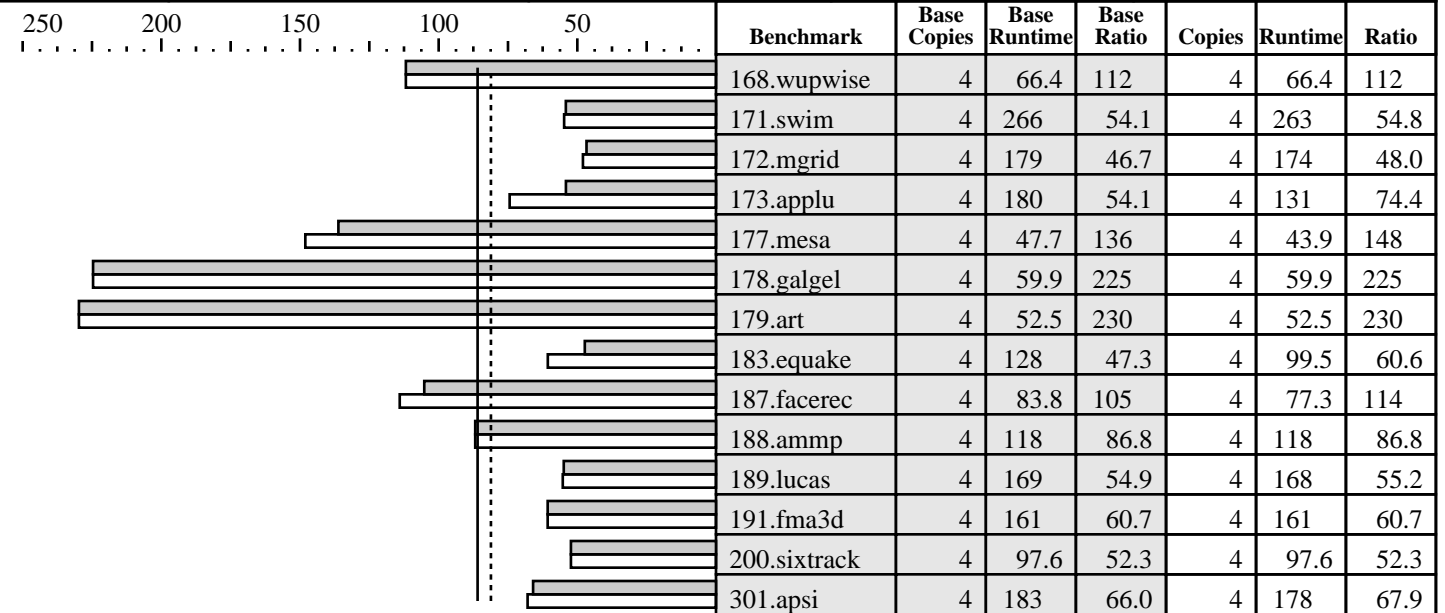 250 200 150 100 50
Benchmark Base Copies Base Runtime Base Ratio Copies Runtime Ratio
168.wupwise 4 66.4 112 4 66.4 112
171.swim 4 266 54.1 4 263 54.8
172.mgrid 4 179 46.7 4 174 48.0
173.applu 4 180 54.1 4 131 74.4
177.mesa 4 47.7 136 4 43.9 148
178.galgel 4 59.9 225 4 59.9 225
179.art 4 52.5 230 4 52.5 230
183.equake 4 128 47.3 4 99.5 60.6
187.facerec 4 83.8 105 4 77.3 114
188.ammp 4 118 86.8 4 118 86.8
189.lucas 4 169 54.9 4 168 55.2
191.fma3d 4 161 60.7 4 161 60.7
200.sixtrack 4 97.6 52.3 4 97.6 52.3
301.apsi 4 183 66.0 4 178 67.9